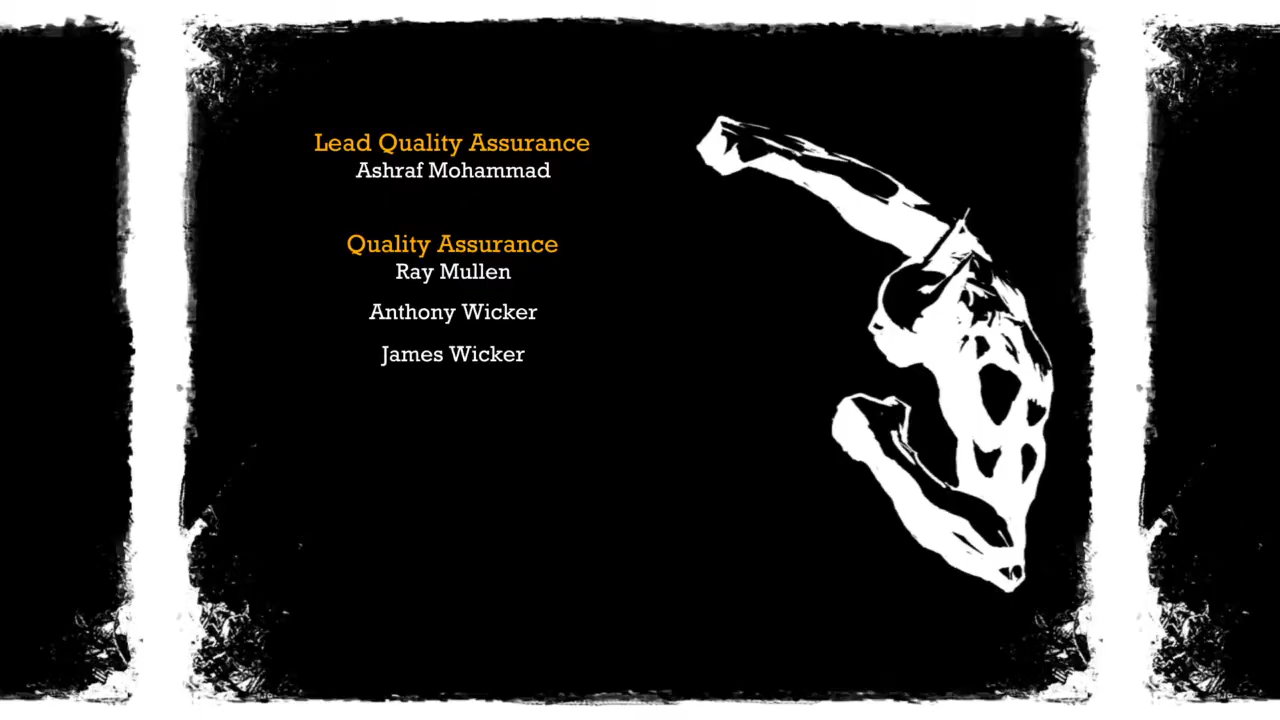 Lead Quality Assurance
Ashraf Mohammad
Quality Assurance
Ray Mullen
Anthony Wicker
James Wicker